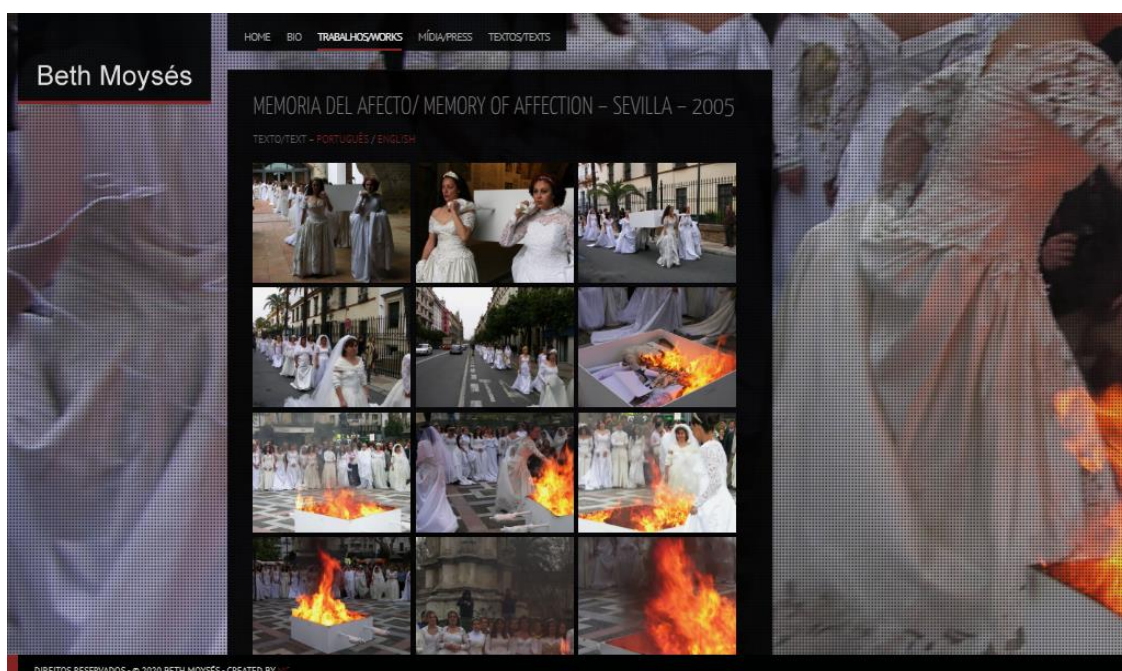 HOME BIO TRABALHOS/WORKS MÍDIA/PRESS TEXTOS/TEXTS
Beth Moysés
MEMORIA DEL AFECTO/ MEMORY OF AFFECTION – SEVILLA – 2005
TEXTO/TEXT – PORTUGUÊS / ENGLISH
DIREITOS RESERVADOS - © 2020 BETH MOYSÉS - CREATED BY